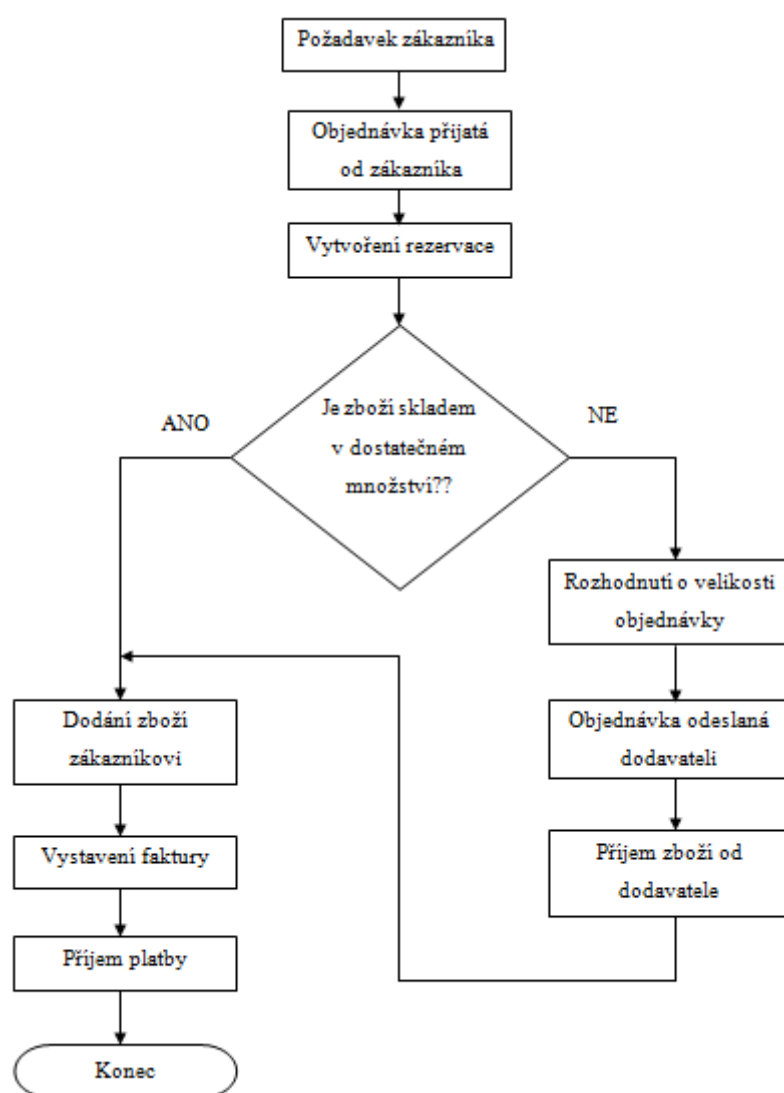 Požadavek zákazníka
Objednávka přijatá
od zákazníka
Vytvoření rezervace
Je zboží skladem
v dostatečném
množství??
ANO
NE
Rozhodnutí o velikosti
objednávky
Objednávka odeslaná
dodavateli
Příjem zboží od
dodavatele
Dodání zboží
zákazníkovi
Vystavení faktury
Příjem platby
Konec